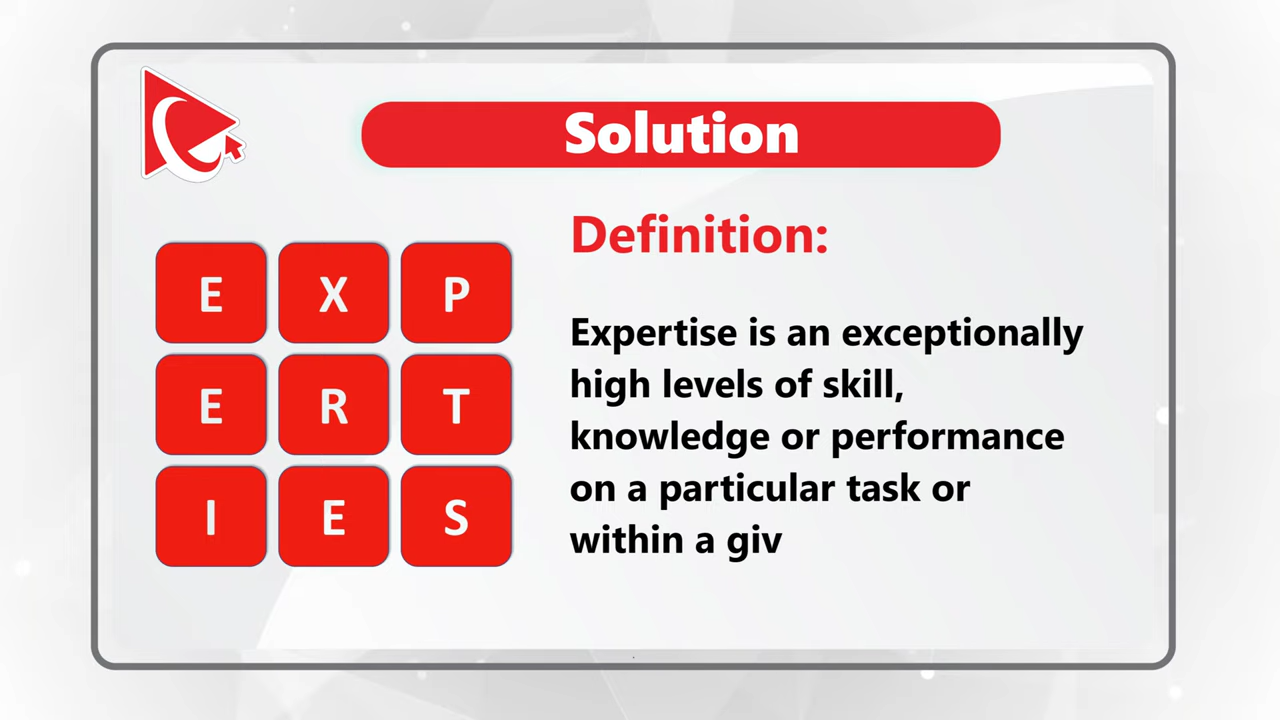 Solution
Definition:
E X P
E R T
I E S
Expertise is an exceptionally
high levels of skill,
knowledge or performance
on a particular task or
within a giv